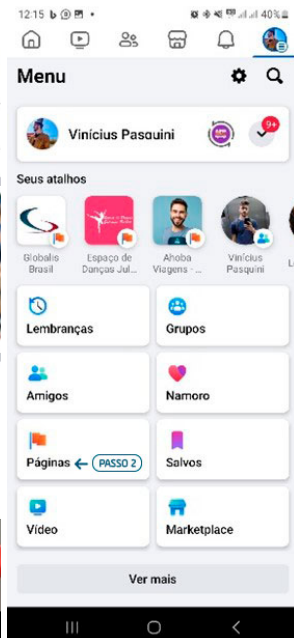 12:15
40%
Menu
Vinícius Pasquini
9+
Seus atalhos
Globalis Brasil
Espaço de Danças Jul...
Ahoba Viagens - ...
Vinícius Pasquini
Lembranças
Grupos
Amigos
Namoro
Páginas ← PASSO 2
Salvos
Vídeo
Marketplace
Ver mais